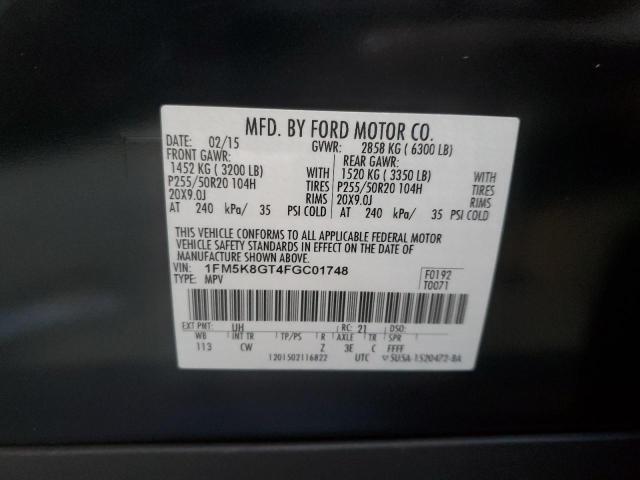 MFD. BY FORD MOTOR CO.
DATE: 02/15 GVWR: 2858 KG ( 6300 LB)
FRONT GAWR: REAR GAWR:
1452 KG ( 3200 LB) WITH 1520 KG ( 3350 LB) WITH
P255/50R20 104H TIRES P255/50R20 104H TIRES
20X9.0J RIMS 20X9.0J RIMS
AT 240 kPa/ 35 PSI COLD AT 240 kPa/ 35 PSI COLD
THIS VEHICLE CONFORMS TO ALL APPLICABLE FEDERAL MOTOR
VEHICLE SAFETY STANDARDS IN EFFECT ON THE DATE OF
MANUFACTURE SHOWN ABOVE.
VIN: 1FM5K8GT4FGC01748 F0192
TYPE: MPV T0071
EXT PNT: UH RC: 21 DSO:
WB INT TR TP/PS R AXLE TR SPR
113 CW Z 3E C FFFF
1201502116822 UTC 5U5A-1520472-BA